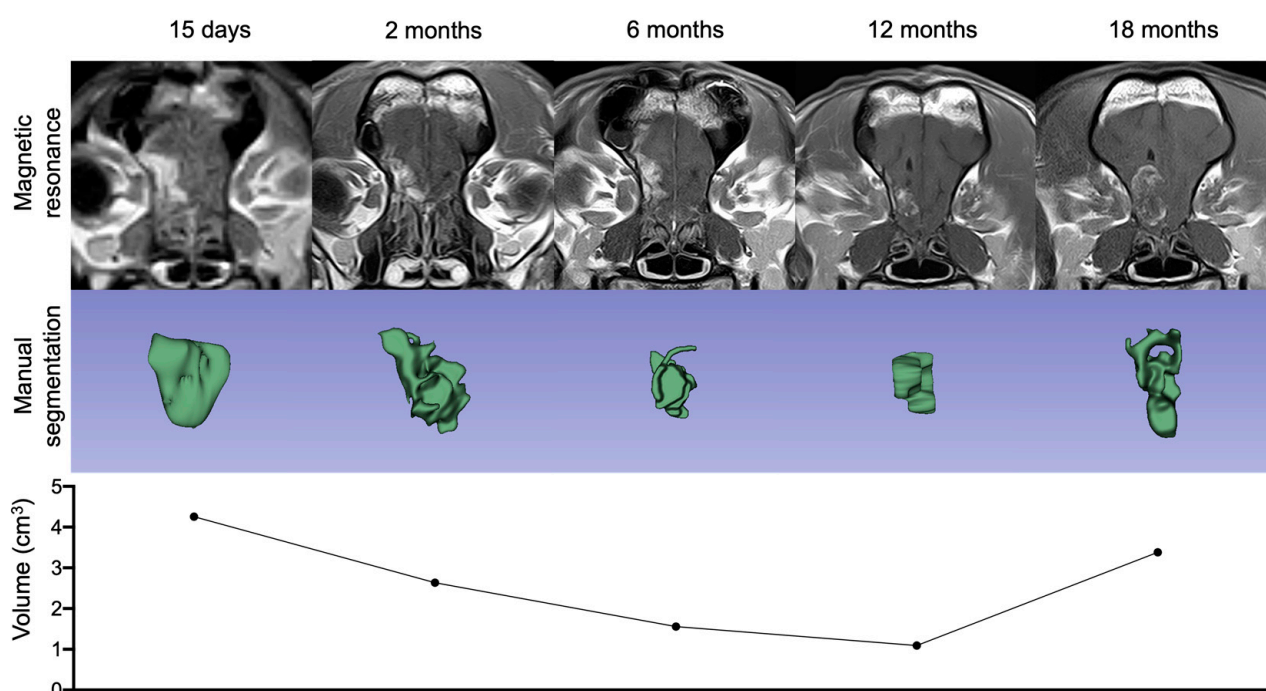 15 days 2 months 6 months 12 months 18 months
Magnetic
resonance
Manual
segmentation
Volume (cm³)
5
4
3
2
1
0